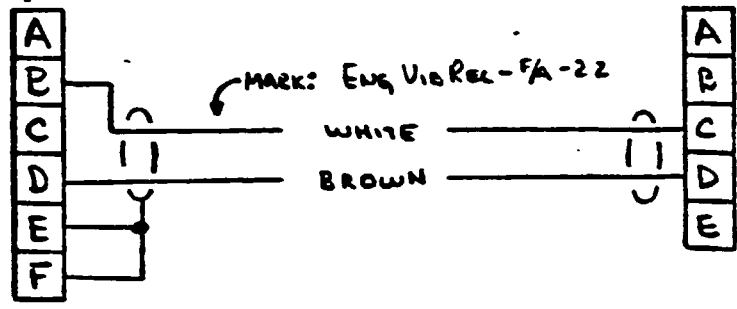 A
B
C
D
E
F
MARK: ENG VIB REC - F/A - 22
WHITE
BROWN
A
B
C
D
E